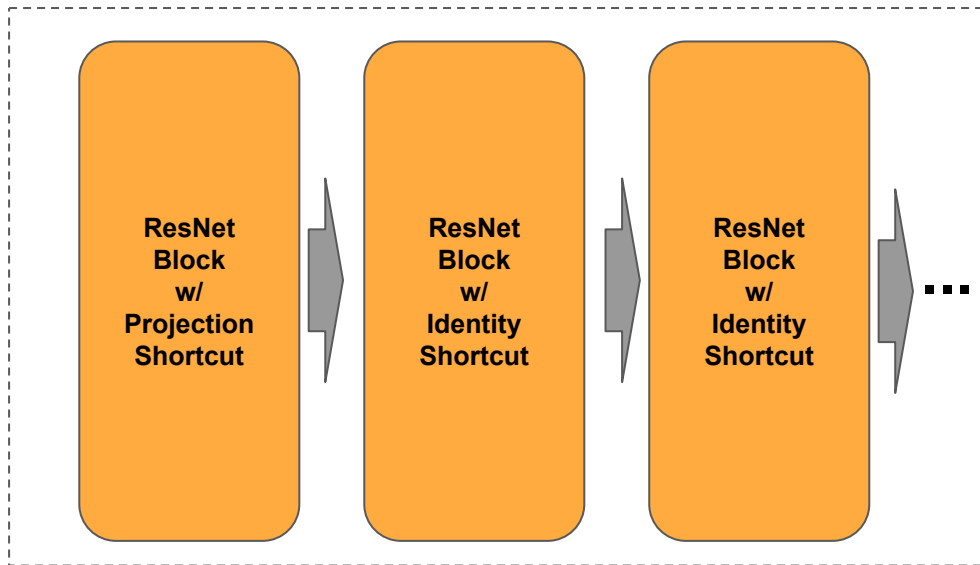 ResNet
Block
w/
Projection
Shortcut
ResNet
Block
w/
Identity
Shortcut
ResNet
Block
w/
Identity
Shortcut
...